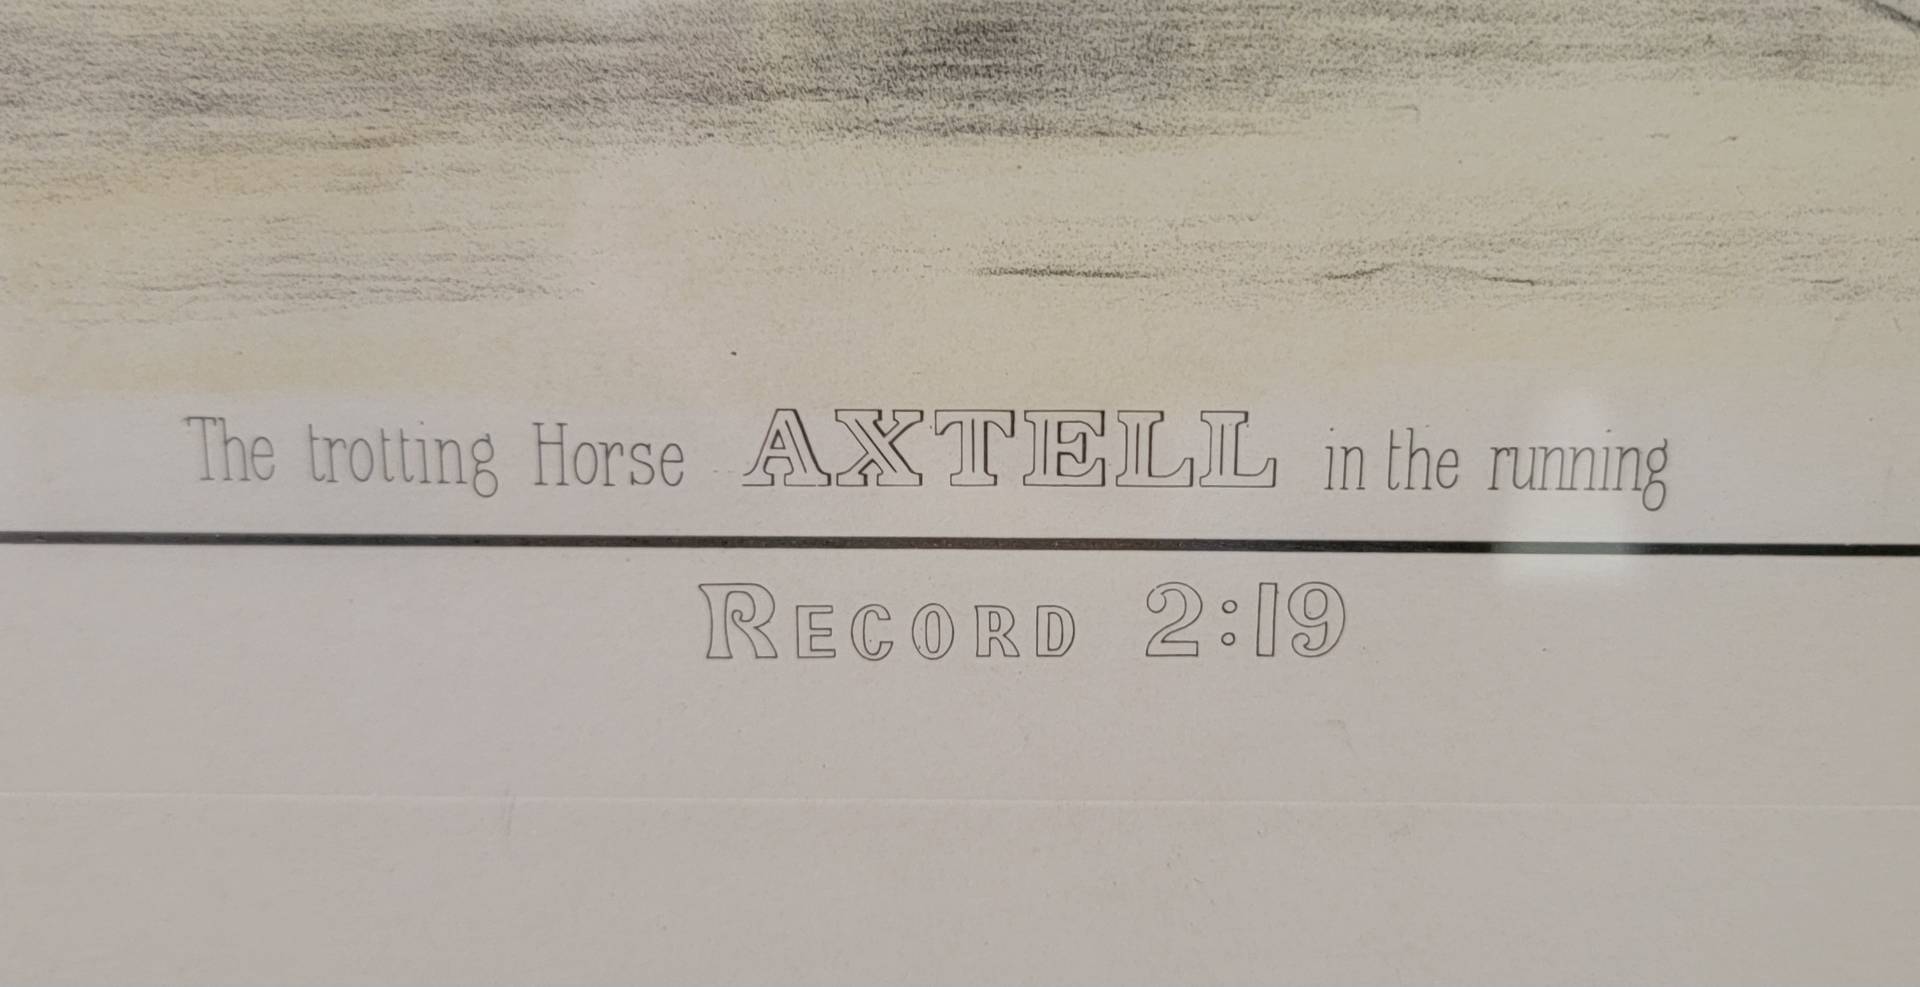 The trotting Horse AXTELL in the running
RECORD 2:19